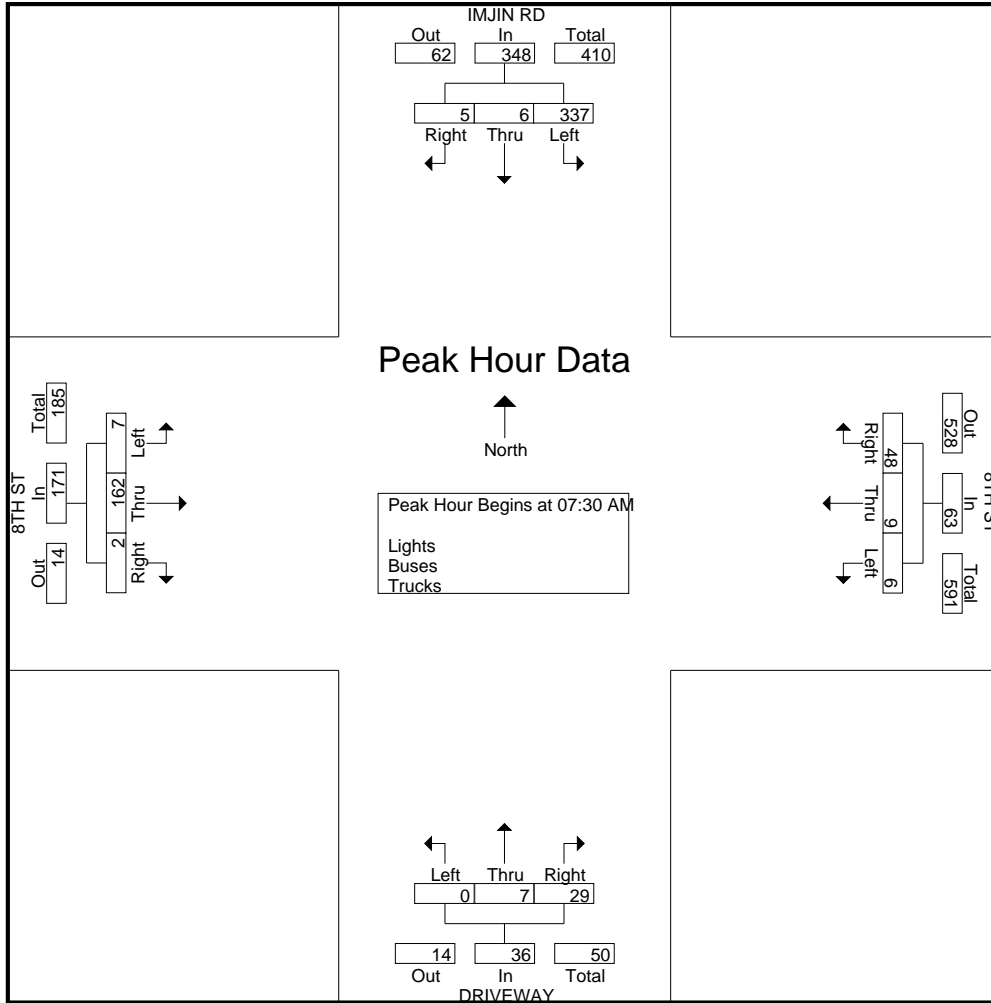 IMJIN RD
Out In Total
62 348 410
5 6 337
Right Thru Left
Peak Hour Data
North
Peak Hour Begins at 07:30 AM
Lights
Buses
Trucks
8TH ST
Total In Out
185 171 14
7 162 2
Left Thru Right
Right Thru Left
48 9 6
528 63 591
Out In Total
8TH ST
Left Thru Right
0 7 29
14 36 50
Out In Total
DRIVEWAY